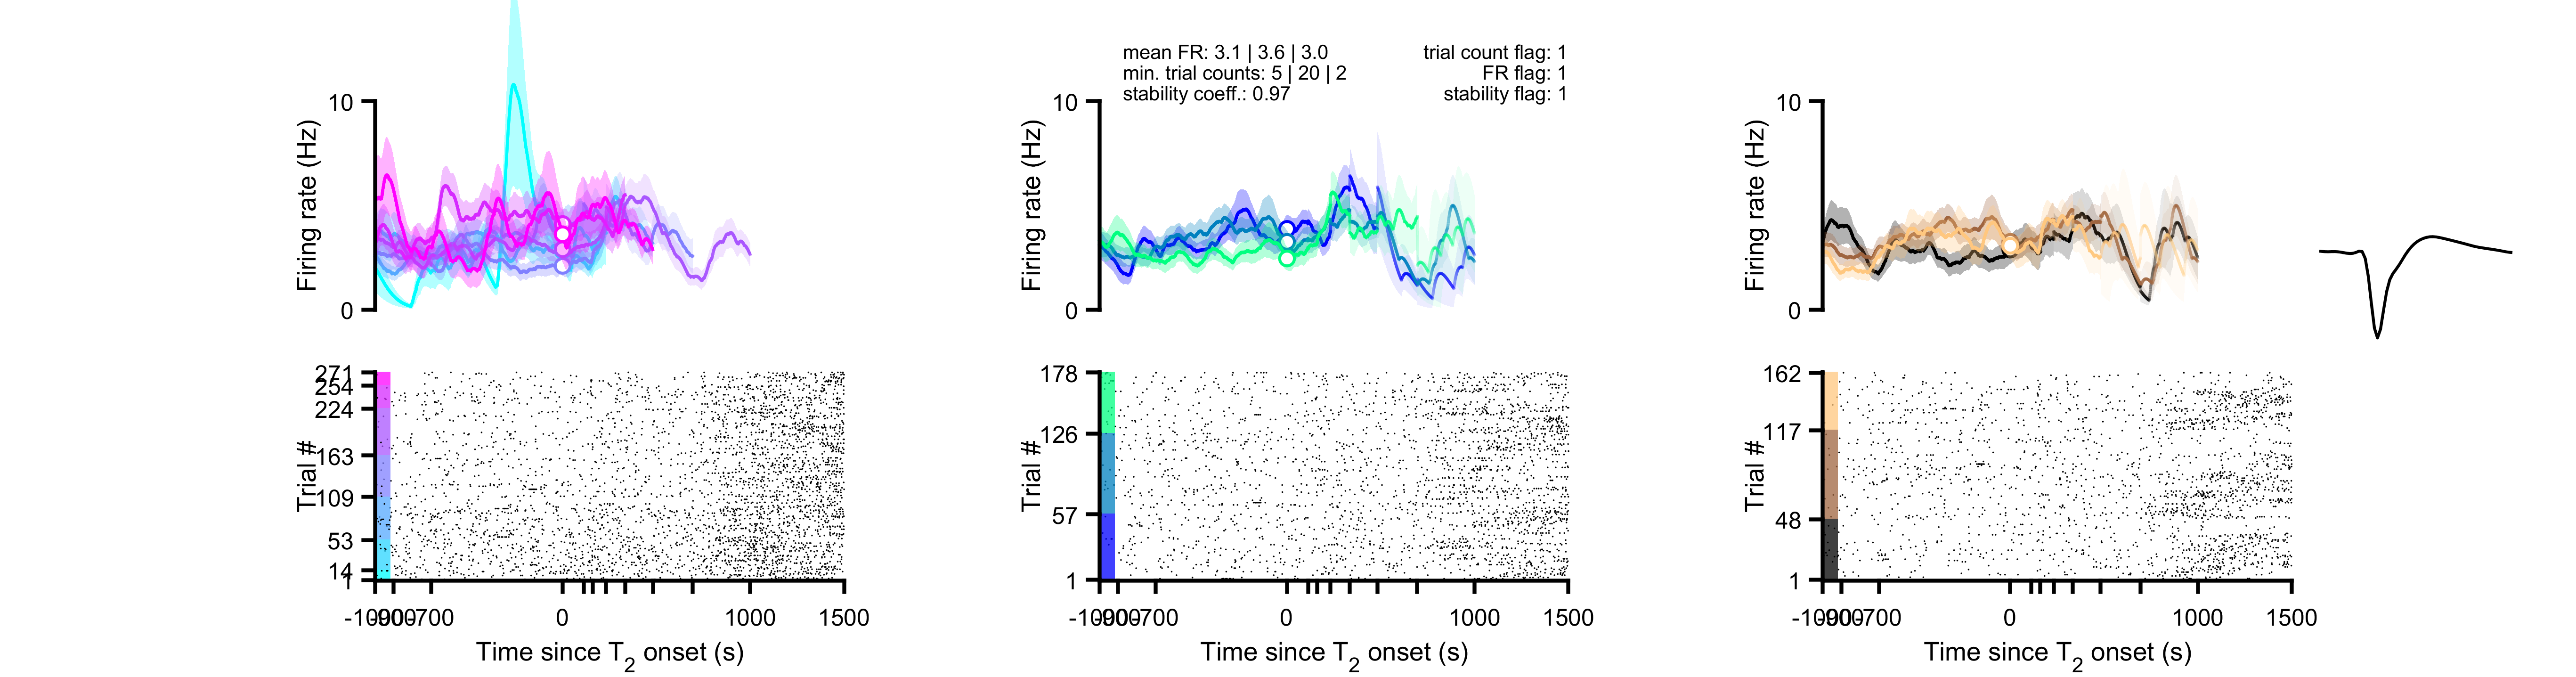 mean FR: 3.1 | 3.6 | 3.0
min. trial counts: 5 | 20 | 2
stability coeff.: 0.97
trial count flag: 1
FR flag: 1
stability flag: 1
10
0
Firing rate (Hz)
10
0
Firing rate (Hz)
10
0
Firing rate (Hz)
271
254
224
163
109
53
14
Trial #
0
1000
1500
Time since T2 onset (s)
178
126
57
1
Trial #
0
1000
1500
Time since T2 onset (s)
162
117
48
1
Trial #
0
1000
1500
Time since T2 onset (s)